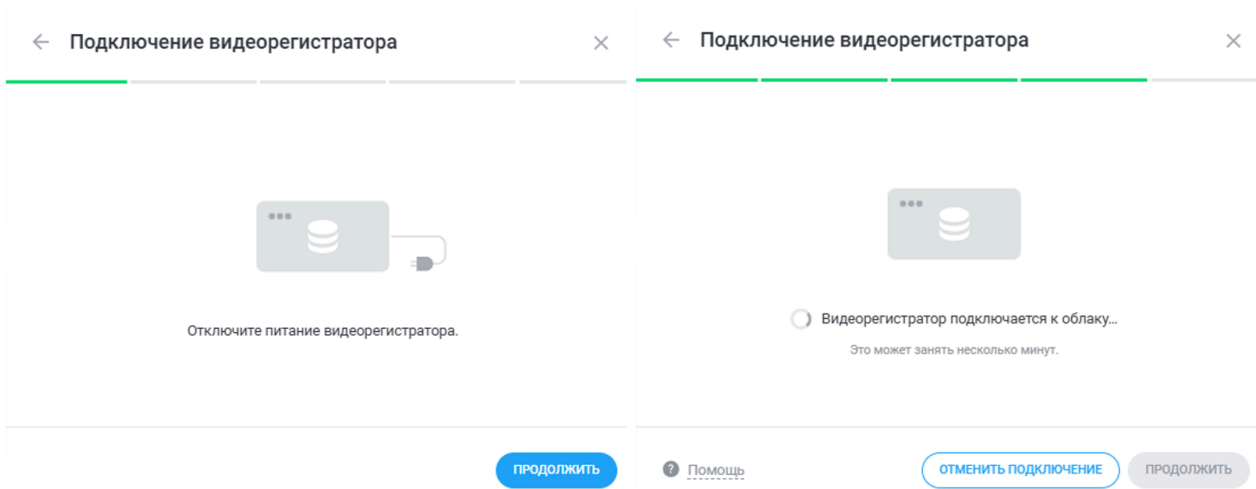 Подключение видеорегистратора
Отключите питание видеорегистратора.
ПРОДОЛЖИТЬ
Подключение видеорегистратора
Видеорегистратор подключается к облаку...
Это может занять несколько минут.
? Помощь
ОТМЕНИТЬ ПОДКЛЮЧЕНИЕ
ПРОДОЛЖИТЬ